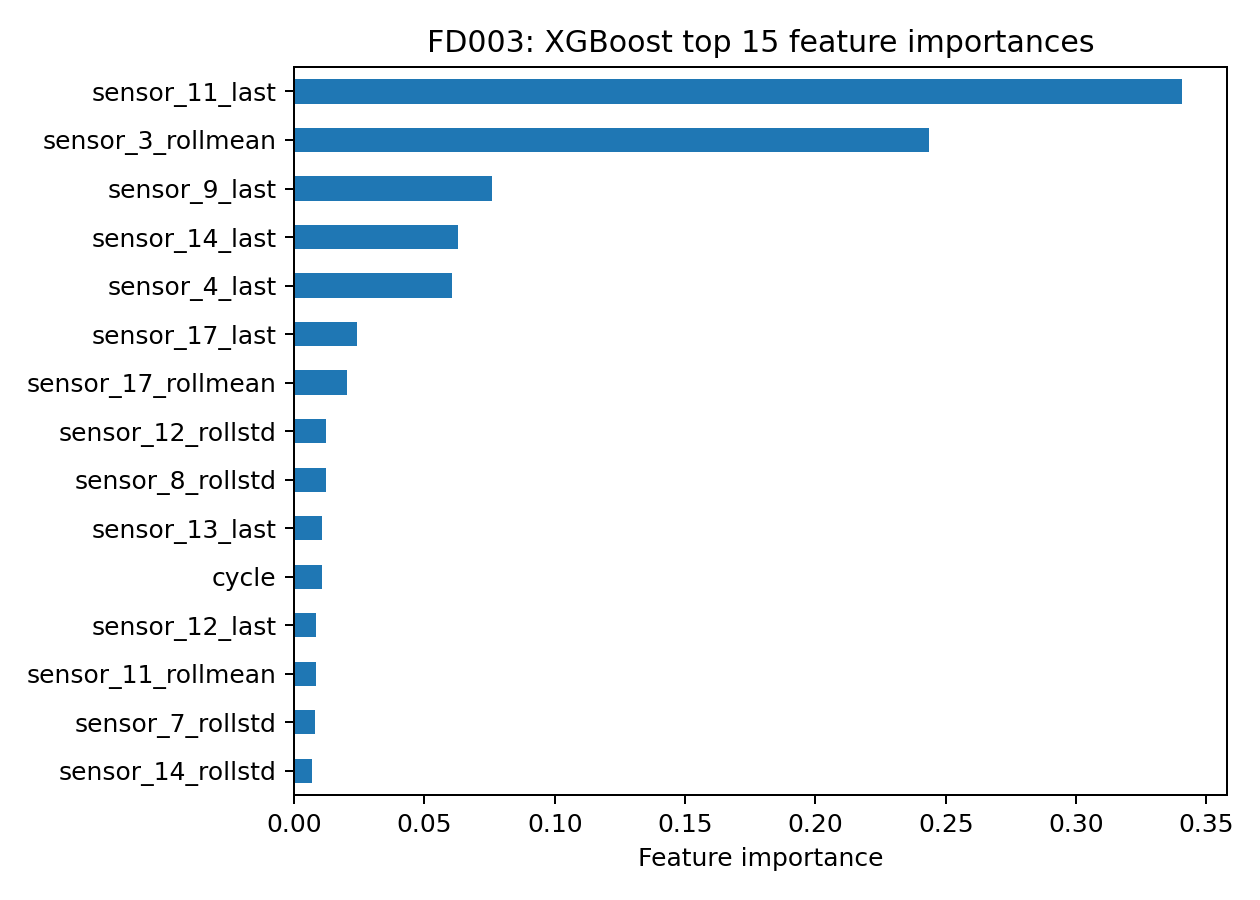 FD003: XGBoost top 15 feature importances
sensor_11_last
sensor_3_rollmean
sensor_9_last
sensor_14_last
sensor_4_last
sensor_17_last
sensor_17_rollmean
sensor_12_rollstd
sensor_8_rollstd
sensor_13_last
cycle
sensor_12_last
sensor_11_rollmean
sensor_7_rollstd
sensor_14_rollstd
0.00 0.05 0.10 0.15 0.20 0.25 0.30 0.35
Feature importance